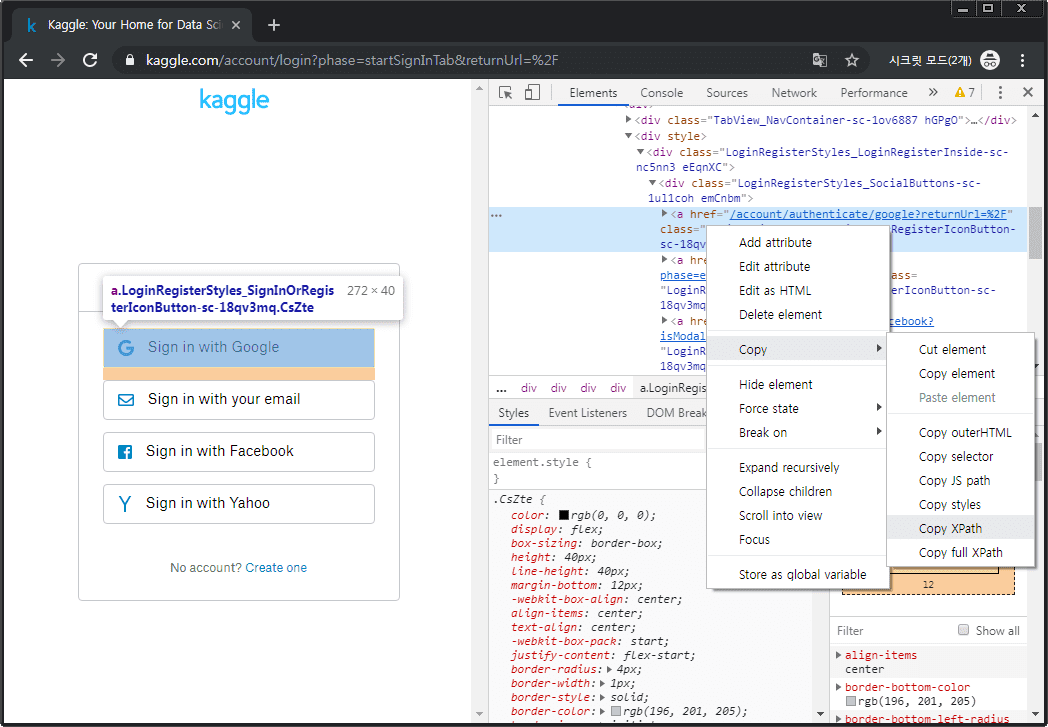 Kaggle: Your Home for Data Sci
kaggle.com/account/login?phase=startSignInTab&returnUrl=%2F
시크릿 모드(2개)
kaggle
a.LoginRegisterStyles_SignInOrRegis
terIconButton-sc-18qv3mq.CsZte
272 × 40
Sign in with Google
Sign in with your email
Sign in with Facebook
Sign in with Yahoo
No account? Create one
Elements Console Sources Network Performance » 7
<div class="TabView_NavContainer-sc-1ov6887 hGPgO">…</div>
<div style>
<div class="LoginRegisterStyles_LoginRegisterInside-sc-
nc5nn3 eEqnXC">
<div class="LoginRegisterStyles_SocialButtons-sc-
1ul1coh emCnbm">
<a href="/account/authenticate/google?returnUrl=%2F"
class= RegisterIconButton-
sc-18qv
<a hre
phase=e ass=
"LoginR gisterIconButton-sc-
18qv3mq
<a hre cebook?
isModal
"LoginR
18qv3mq
... div div div div a.LoginRegis
Styles Event Listeners DOM Break
Filter
element.style {
}
.CsZte {
color: rgb(0, 0, 0);
display: flex;
box-sizing: border-box;
height: 40px;
line-height: 40px;
margin-bottom: 12px;
-webkit-box-align: center;
align-items: center;
text-align: center;
-webkit-box-pack: start;
justify-content: flex-start;
border-radius: 4px;
border-width: 1px;
border-style: solid;
border-color: rgb(196, 201, 205);
Add attribute
Edit attribute
Edit as HTML
Delete element
Copy
Hide element
Force state
Break on
Expand recursively
Collapse children
Scroll into view
Focus
Store as global variable
Cut element
Copy element
Paste element
Copy outerHTML
Copy selector
Copy JS path
Copy styles
Copy XPath
Copy full XPath
12
Filter Show all
align-items
center
border-bottom-color
rgb(196, 201, 205)
border-bottom-left-radius